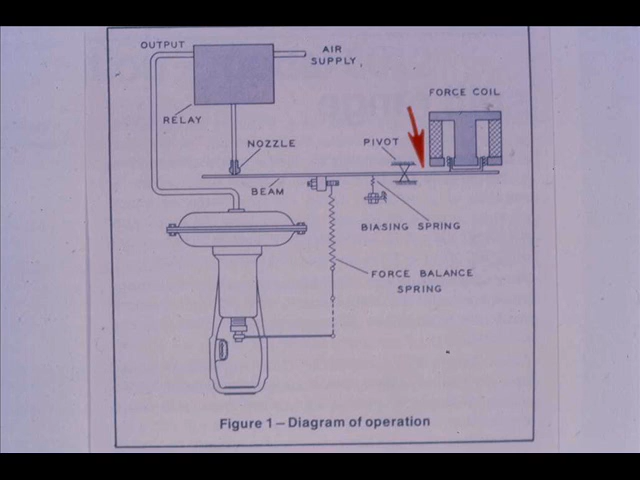 OUTPUT
AIR
SUPPLY
FORCE COIL
RELAY
NOZZLE
PIVOT
BEAM
BIASING SPRING
FORCE BALANCE
SPRING
Figure 1 – Diagram of operation